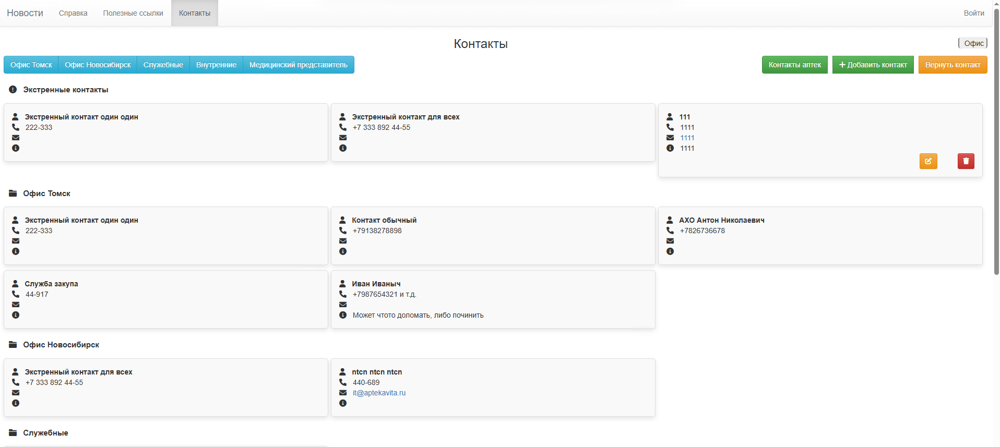 Новости Справка Полезные ссылки Контакты Войти
Контакты
Офис
Офис Томск Офис Новосибирск Служебные Внутренние Медицинский представитель Контакты аптек Добавить контакт Вернуть контакт
Экстренные контакты
Экстренный контакт один один
222-333
Экстренный контакт для всех
+7 333 892 44-55
111
1111
1111
1111
Офис Томск
Экстренный контакт один один
222-333
Контакт обычный
+79138278898
АХО Антон Николаевич
+7826736678
Служба закупа
44-917
Иван Иваныч
+7987654321 и т.д.
Может чтото доломать, либо починить
Офис Новосибирск
Экстренный контакт для всех
+7 333 892 44-55
ntcn ntcn ntcn
440-689
it@aptekavita.ru
Служебные